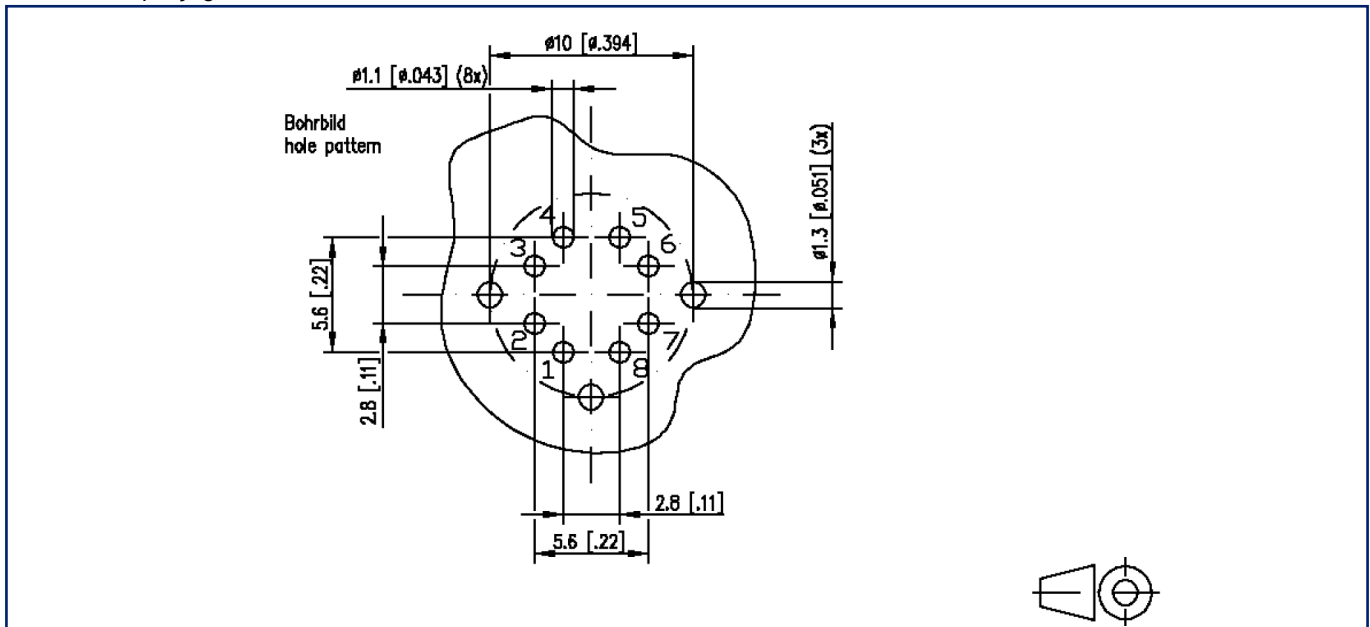 ø10 [ø.394]
ø1.1 [ø.043] (8x)
Bohrbild
hole pattern
ø1.3 [ø.051] (3x)
4
5
3
6
5.6 [.22]
2
7
1
8
2.8 [.11]
2.8 [.11]
5.6 [.22]